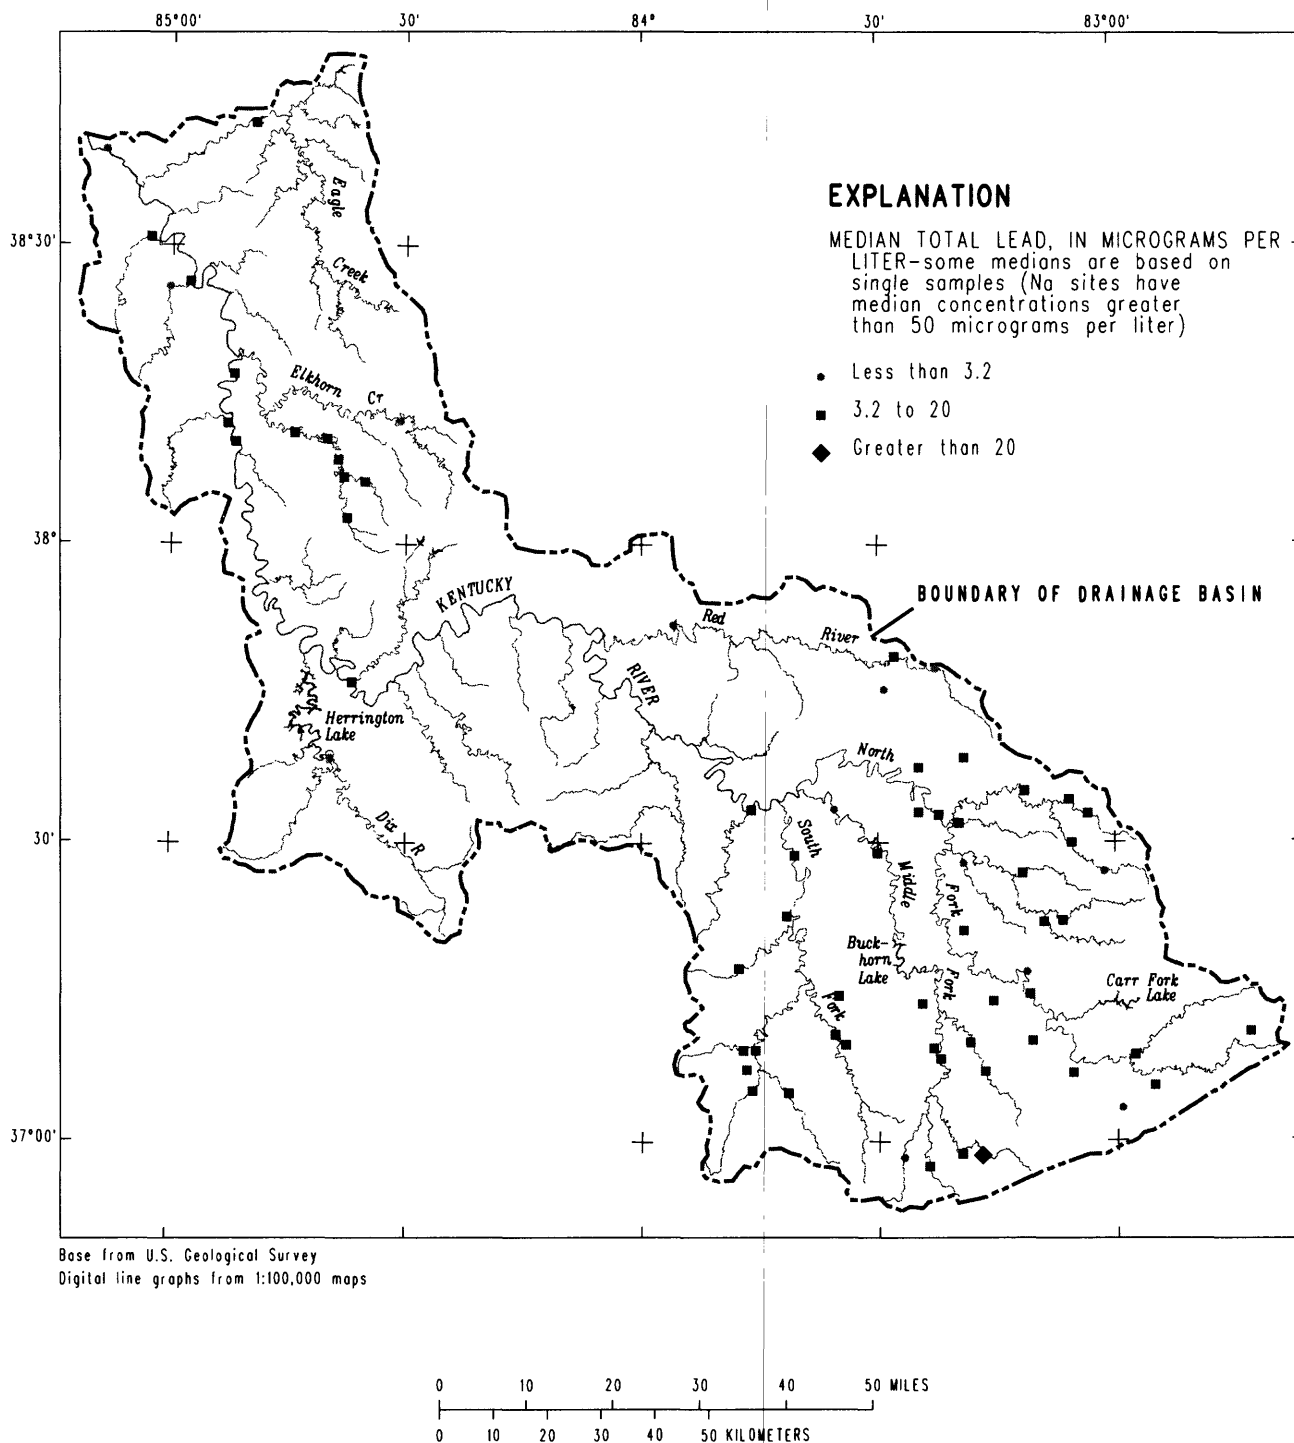 85°00' 30' 84° 30' 83°00'
EXPLANATION
MEDIAN TOTAL LEAD, IN MICROGRAMS PER
LITER-some medians are based on
single samples (Na sites have
median concentrations greater
than 50 micrograms per liter)
Less than 3.2
3.2 to 20
Greater than 20
38°30'
38°
30'
37°00'
Eagle
Creek
Elkhorn
Cr
KENTUCKY
RIVER
Red
River
BOUNDARY OF DRAINAGE BASIN
Herrington
Lake
Dix
R
North
South
Middle
Fork
Buck-
horn
Lake
Fork
Fork
Carr Fork
Lake
Base from U.S. Geological Survey
Digital line graphs from 1:100,000 maps
0 10 20 30 40 50 MILES
0 10 20 30 40 50 KILOMETERS